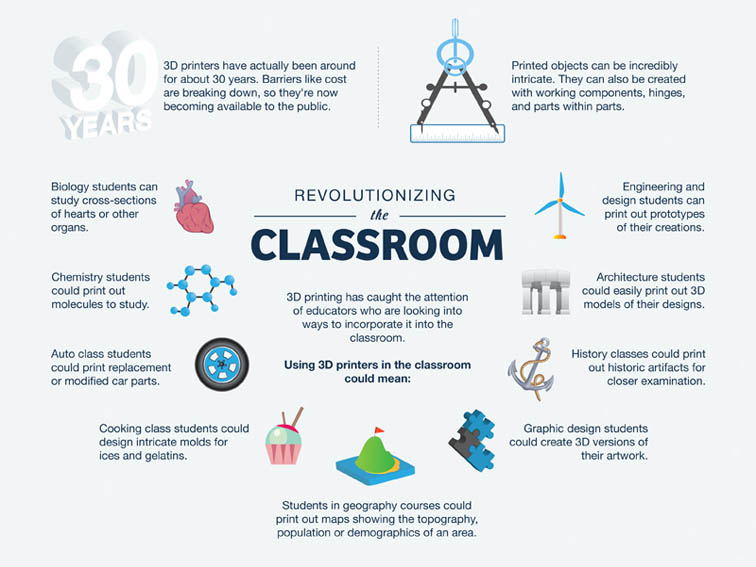 30
YEARS
3D printers have actually been around
for about 30 years. Barriers like cost
are breaking down, so they're now
becoming available to the public.
Printed objects can be incredibly
intricate. They can also be created
with working components, hinges,
and parts within parts.
REVOLUTIONIZING
the
CLASSROOM
3D printing has caught the attention
of educators who are looking into
ways to incorporate it into the
classroom.
Using 3D printers in the classroom
could mean:
Biology students can
study cross-sections
of hearts or other
organs.
Chemistry students
could print out
molecules to study.
Auto class students
could print replacement
or modified car parts.
Cooking class students could
design intricate molds for
ices and gelatins.
Students in geography courses could
print out maps showing the topography,
population or demographics of an area.
Engineering and
design students can
print out prototypes
of their creations.
Architecture students
could easily print out 3D
models of their designs.
History classes could print
out historic artifacts for
closer examination.
Graphic design students
could create 3D versions of
their artwork.